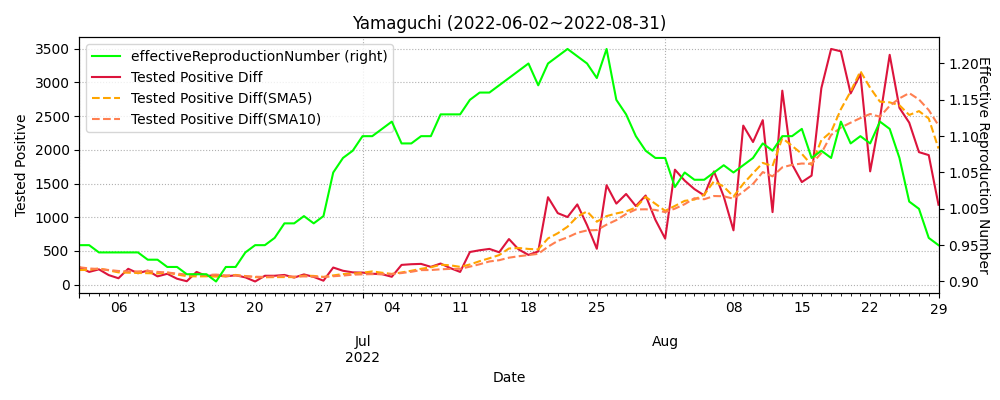 Yamaguchi (2022-06-02~2022-08-31)
effectiveReproductionNumber (right)
Tested Positive Diff
Tested Positive Diff(SMA5)
Tested Positive Diff(SMA10)
Tested Positive
3500
3000
2500
2000
1500
1000
500
0
Effective Reproduction Number
1.20
1.15
1.10
1.05
1.00
0.95
0.90
06 13 20 27 04 11 18 25 08 15 22 29
Jul Aug
2022
Date